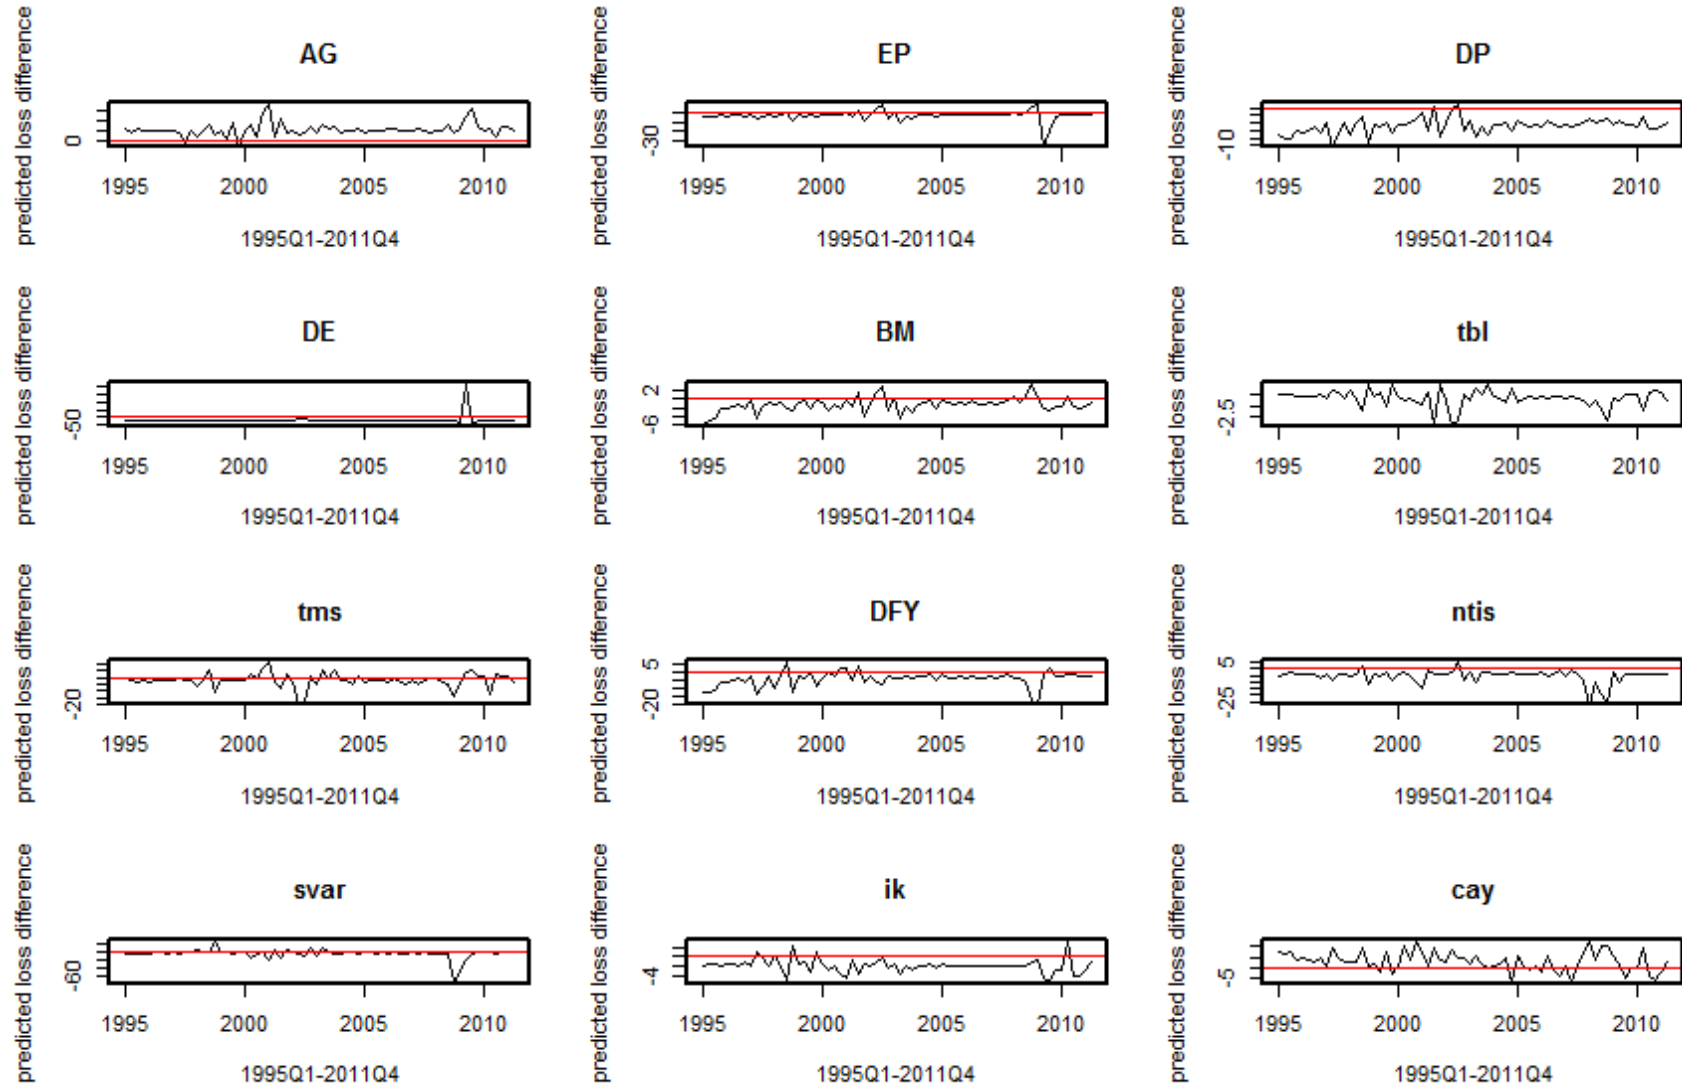 predicted loss difference
AG
0
1995 2000 2005 2010
1995Q1-2011Q4
predicted loss difference
EP
-30
1995 2000 2005 2010
1995Q1-2011Q4
predicted loss difference
DP
-10
1995 2000 2005 2010
1995Q1-2011Q4
predicted loss difference
DE
-50
1995 2000 2005 2010
1995Q1-2011Q4
predicted loss difference
BM
2
-6
1995 2000 2005 2010
1995Q1-2011Q4
predicted loss difference
tbl
-2.5
1995 2000 2005 2010
1995Q1-2011Q4
predicted loss difference
tms
-20
1995 2000 2005 2010
1995Q1-2011Q4
predicted loss difference
DFY
5
-20
1995 2000 2005 2010
1995Q1-2011Q4
predicted loss difference
ntis
5
-25
1995 2000 2005 2010
1995Q1-2011Q4
predicted loss difference
svar
-60
1995 2000 2005 2010
1995Q1-2011Q4
predicted loss difference
ik
-4
1995 2000 2005 2010
1995Q1-2011Q4
predicted loss difference
cay
-5
1995 2000 2005 2010
1995Q1-2011Q4